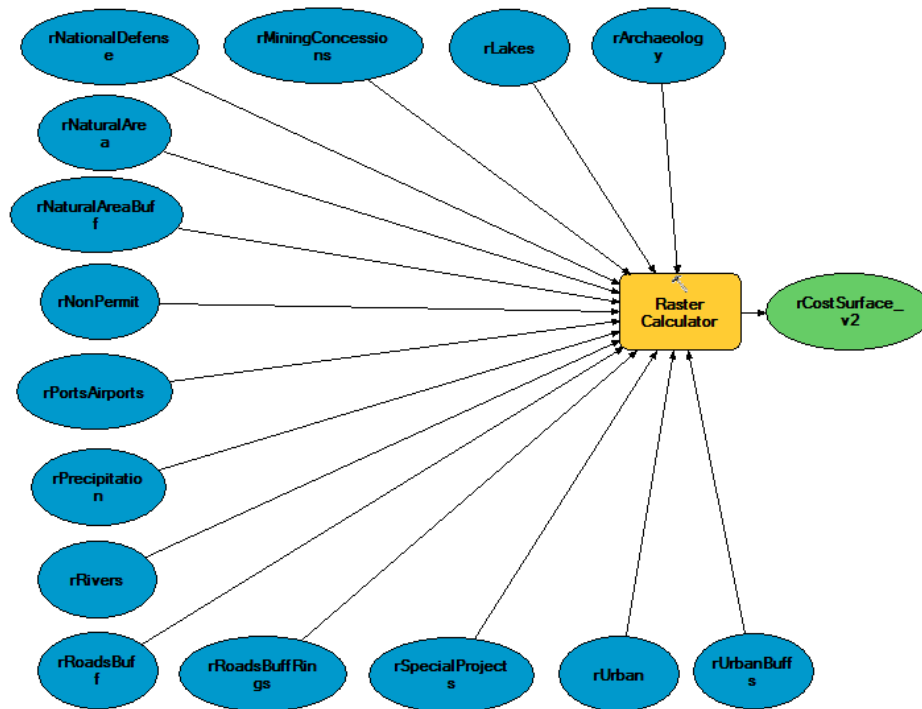 rNationalDefens
e
rMiningConcessio
ns
rLakes
rArchaeolog
y
rNaturalAre
a
rNaturalAreaBuf
f
rNonPermit
Raster
Calculator
rCostSurface_
v2
rPortsAirports
rPrecipitatio
n
rRivers
rRoadsBuf
f
rRoadsBuffRin
gs
rSpecialProject
s
rUrban
rUrbanBuff
s